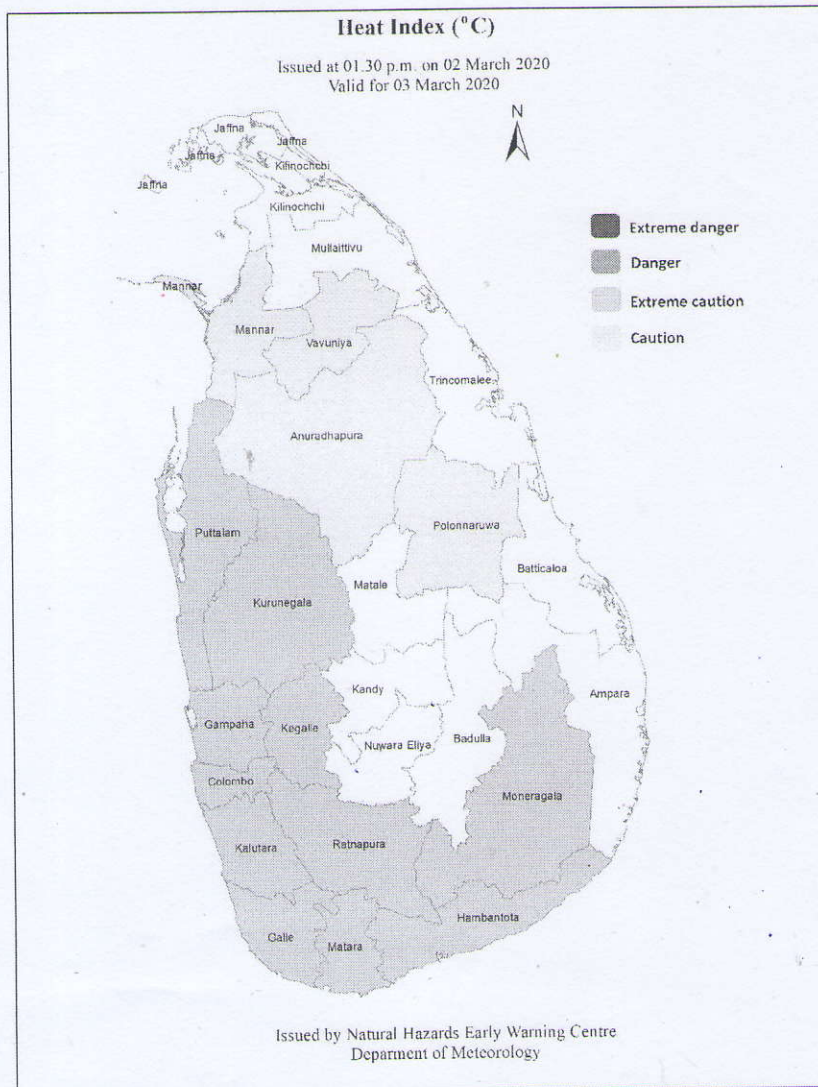 Heat Index (°C)
Issued at 01.30 p.m. on 02 March 2020
Valid for 03 March 2020
N
Jaffna
Jaffna
Jaffna
Kilinochchi
Jaffna
Kilinochchi
Mullaittivu
Extreme danger
Danger
Extreme caution
Caution
Mannar
Mannar
Vavuniya
Trincomalee
Anuradhapura
Polonnaruwa
Puttalam
Batticaloa
Matale
Kurunegala
Kandy
Ampara
Gampaha
Kegalle
Nuwara Eliya
Badulla
Colombo
Moneragala
Kalutara
Ratnapura
Hambantota
Galle
Matara
Issued by Natural Hazards Early Warning Centre
Deparment of Meteorology